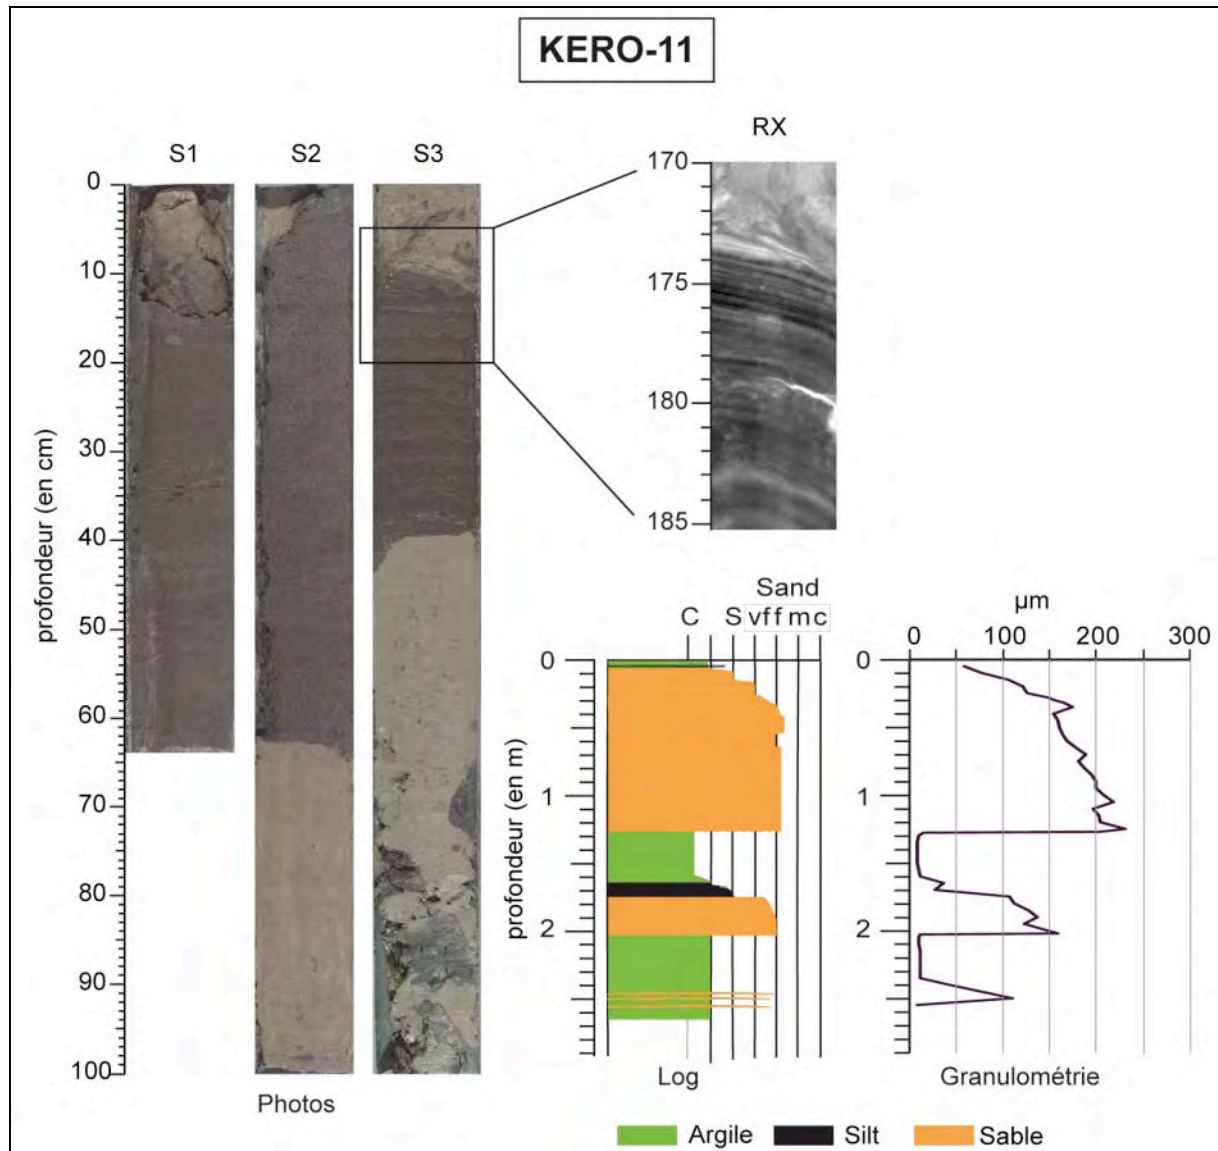 KERO-11
S1 S2 S3
RX
profondeur (en cm)
0
10
20
30
40
50
60
70
80
90
100
Photos
170
175
180
185
Sand
C S vf f m c
profondeur (en m)
0
1
2
Log
µm
0 100 200 300
0
1
2
Granulométrie
Argile Silt Sable